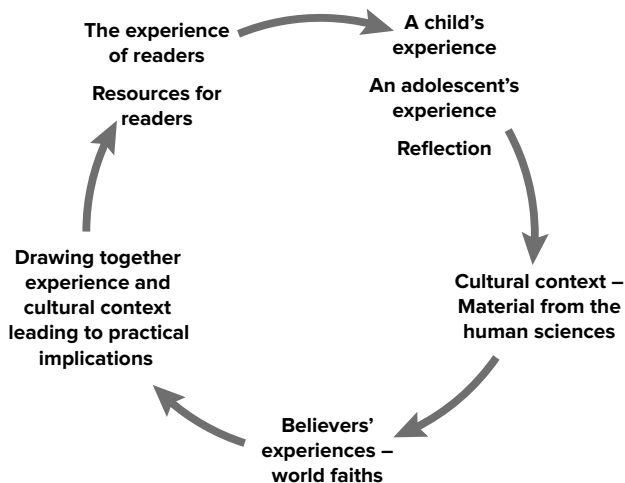 The experience
of readers
Resources for
readers
A child’s
experience
An adolescent’s
experience
Reflection
Cultural context –
Material from the
human sciences
Believers’
experiences –
world faiths
Drawing together
experience and
cultural context
leading to practical
implications